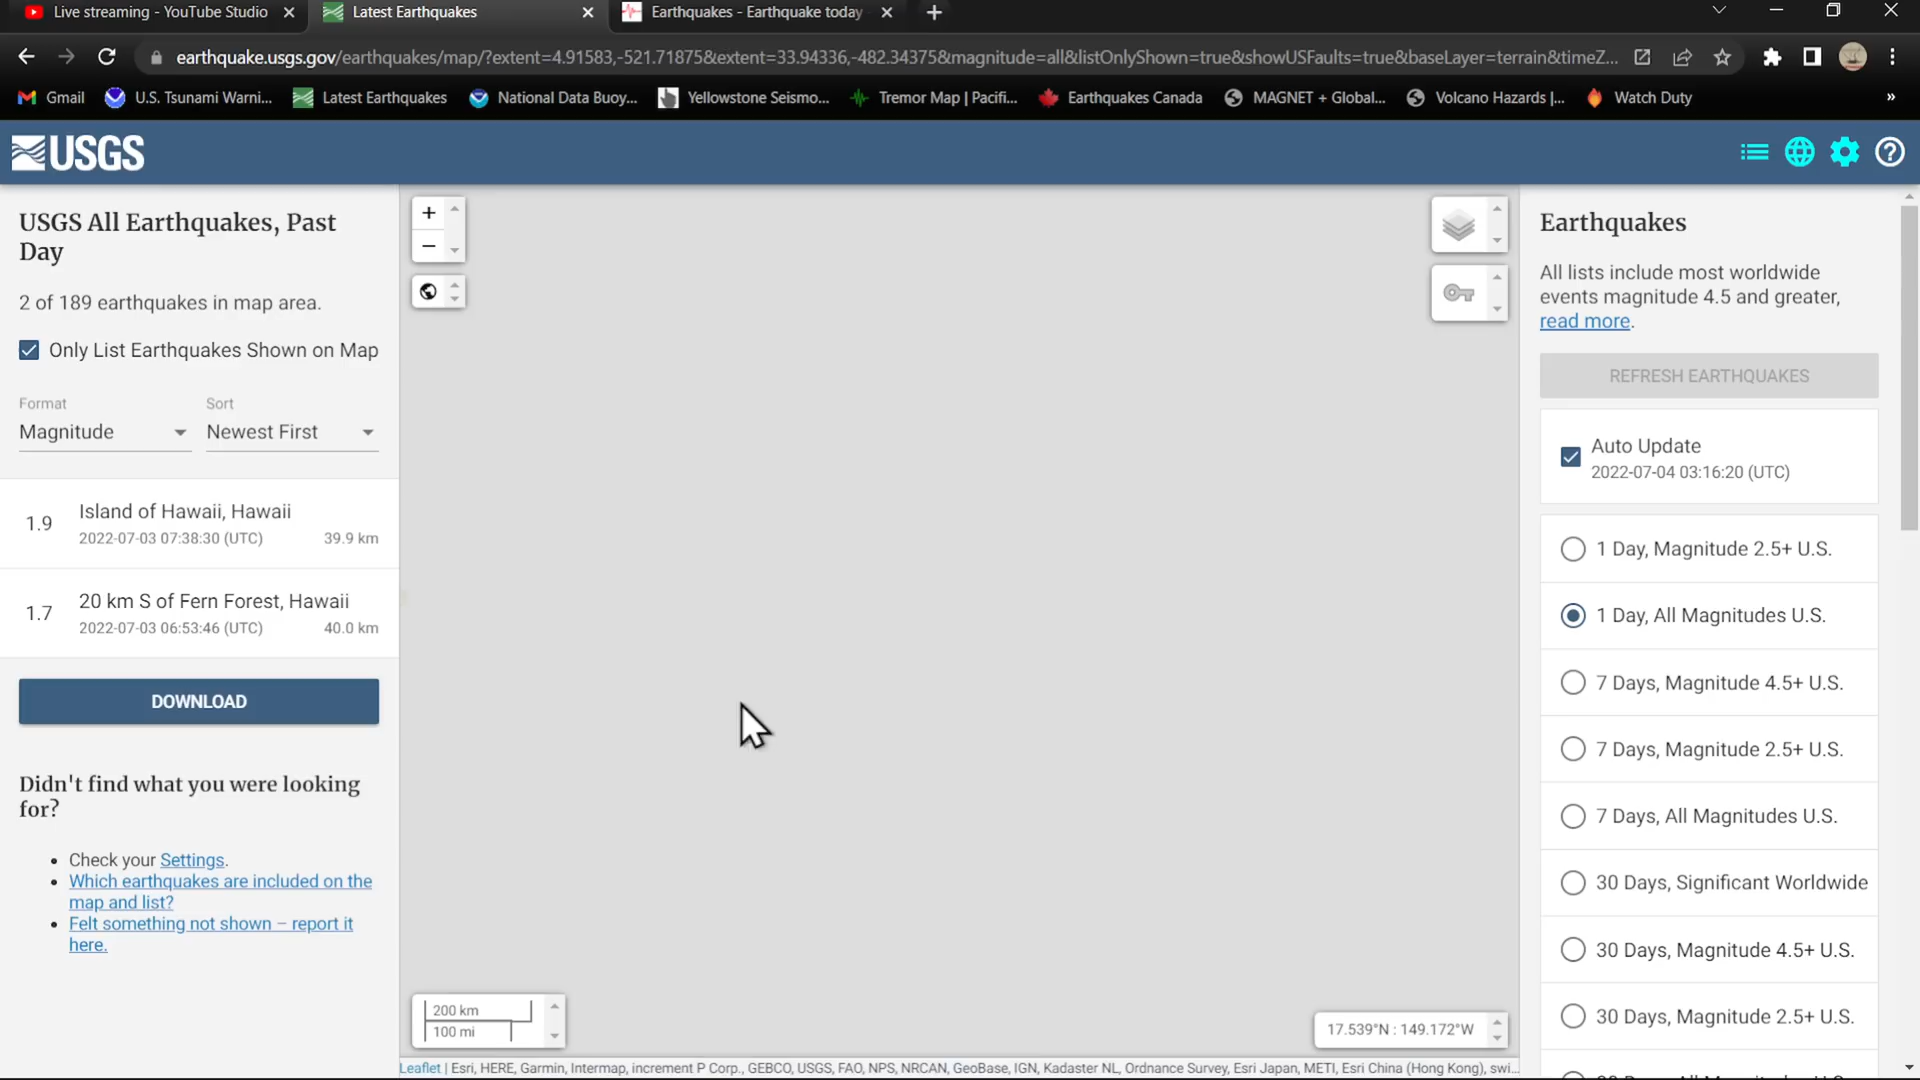 Live streaming - YouTube Studio
Latest Earthquakes
Earthquakes - Earthquake today
earthquake.usgs.gov/earthquakes/map/?extent=4.91583,-521.71875&extent=33.94336,-482.34375&magnitude=all&listOnlyShown=true&showUSFaults=true&baseLayer=terrain&timeZ...
Gmail
U.S. Tsunami Warni...
Latest Earthquakes
National Data Buoy...
Yellowstone Seismo...
Tremor Map | Pacifi...
Earthquakes Canada
MAGNET + Global...
Volcano Hazards |...
Watch Duty
»
USGS
USGS All Earthquakes, Past
Day
2 of 189 earthquakes in map area.
Only List Earthquakes Shown on Map
Format
Sort
Magnitude
Newest First
1.9
Island of Hawaii, Hawaii
2022-07-03 07:38:30 (UTC)
39.9 km
1.7
20 km S of Fern Forest, Hawaii
2022-07-03 06:53:46 (UTC)
40.0 km
DOWNLOAD
Didn't find what you were looking
for?
Check your Settings.
Which earthquakes are included on the
map and list?
Felt something not shown – report it
here.
+
−
200 km
100 mi
17.539°N : 149.172°W
Leaflet | Esri, HERE, Garmin, Intermap, increment P Corp., GEBCO, USGS, FAO, NPS, NRCAN, GeoBase, IGN, Kadaster NL, Ordnance Survey, Esri Japan, METI, Esri China (Hong Kong), swi...
Earthquakes
All lists include most worldwide
events magnitude 4.5 and greater,
read more.
REFRESH EARTHQUAKES
Auto Update
2022-07-04 03:16:20 (UTC)
1 Day, Magnitude 2.5+ U.S.
1 Day, All Magnitudes U.S.
7 Days, Magnitude 4.5+ U.S.
7 Days, Magnitude 2.5+ U.S.
7 Days, All Magnitudes U.S.
30 Days, Significant Worldwide
30 Days, Magnitude 4.5+ U.S.
30 Days, Magnitude 2.5+ U.S.